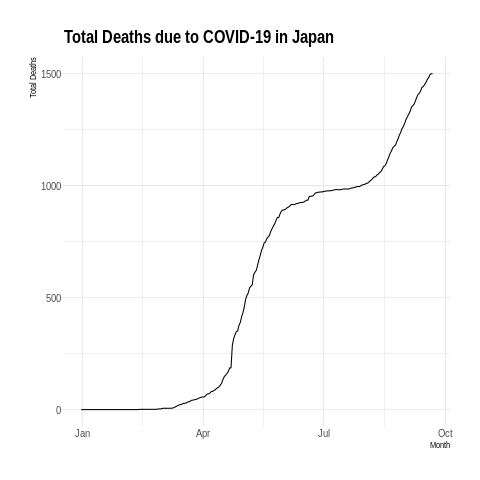 Total Deaths due to COVID-19 in Japan
Total Deaths
1500
1000
500
0
Jan Apr Jul Oct
Month